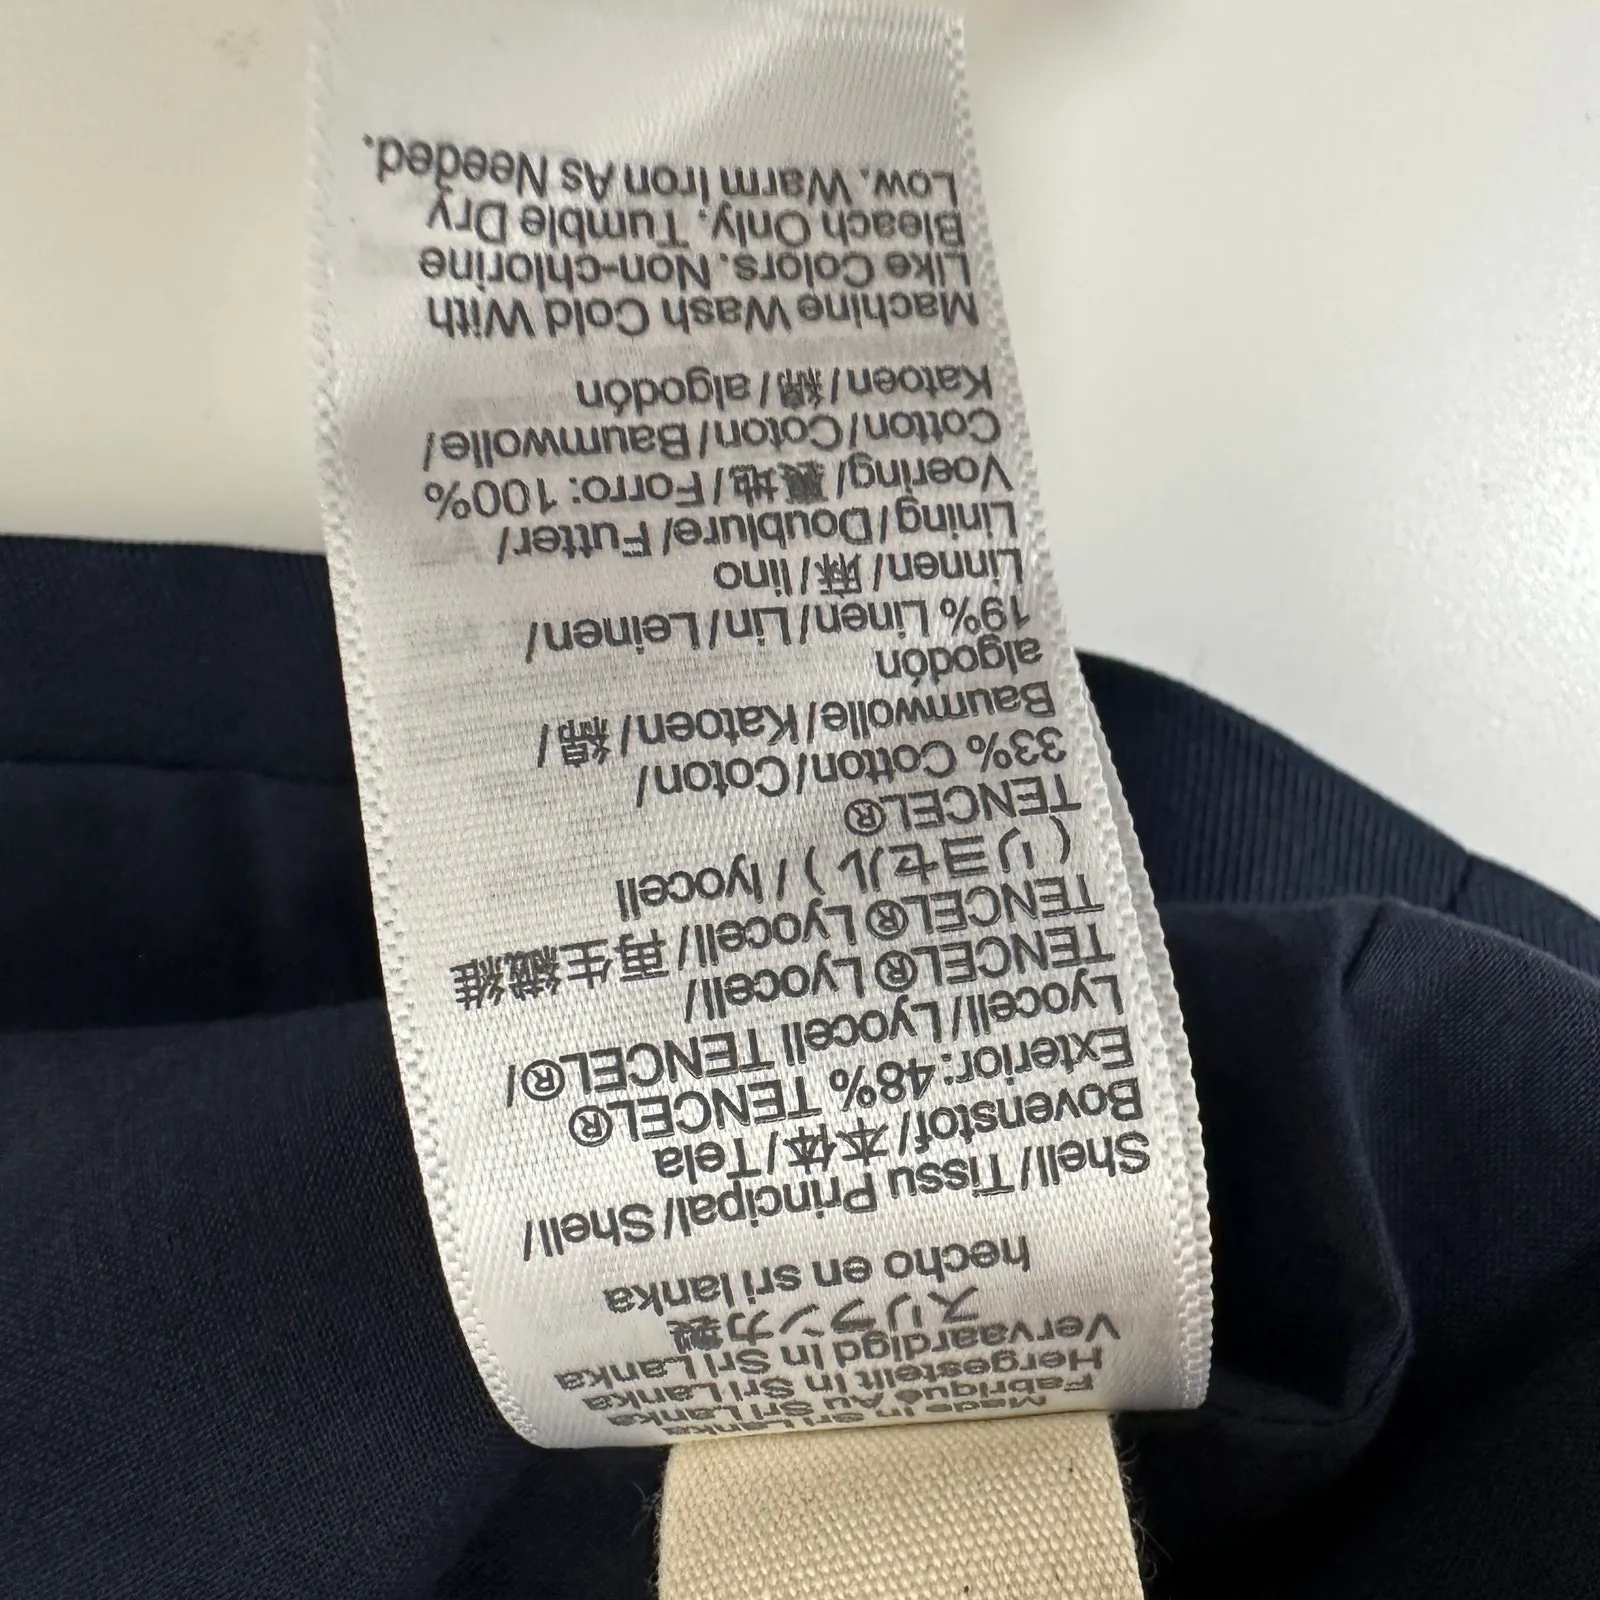 Made in Sri Lanka
Fabriqué Au Sri Lanka
Hergestellt In Sri Lanka
Vervaardigd In Sri Lanka
スリランカ製
hecho en sri lanka
Shell/Tissu Principal/Shell/
Bovenstof/本体/Tela
Exterior:48% TENCEL®
Lyocell/Lyocell TENCEL®/
TENCEL® Lyocell/
TENCEL® Lyocell/再生繊維
(リヨセル)/lyocell
TENCEL®
33% Cotton/Coton/
Baumwolle/Katoen/綿/
algodón
19% Linen/Lin/Leinen/
Linnen/麻/lino
Lining/Doublure/Futter/
Voering/裏地/Forro:100%
Cotton/Coton/Baumwolle/
Katoen/綿/algodón
Machine Wash Cold With
Like Colors. Non-chlorine
Bleach Only. Tumble Dry
Low. Warm Iron As Needed.